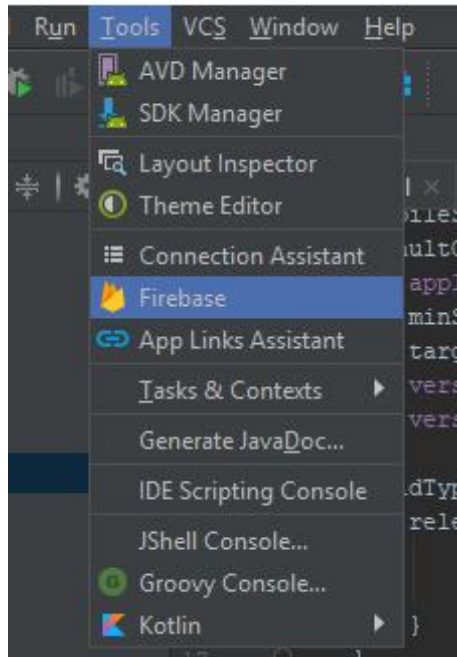 Run Tools VCS Window Help
AVD Manager
SDK Manager
Layout Inspector
Theme Editor
Connection Assistant
Firebase
App Links Assistant
Tasks & Contexts
Generate JavaDoc...
IDE Scripting Console
JShell Console...
Groovy Console...
Kotlin
}